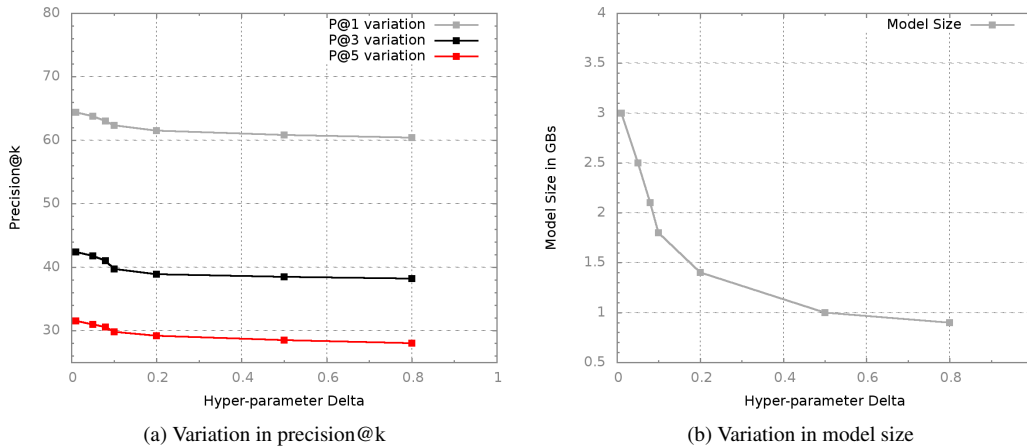 80
70
60
50
40
30
0
0.2
0.4
0.6
0.8
1
Precision@k
Hyper-parameter Delta
P@1 variation
P@3 variation
P@5 variation
(a) Variation in precision@k
4
3.5
3
2.5
2
1.5
1
0.5
0
0.2
0.4
0.6
0.8
Model Size in GBs
Hyper-parameter Delta
Model Size
(b) Variation in model size